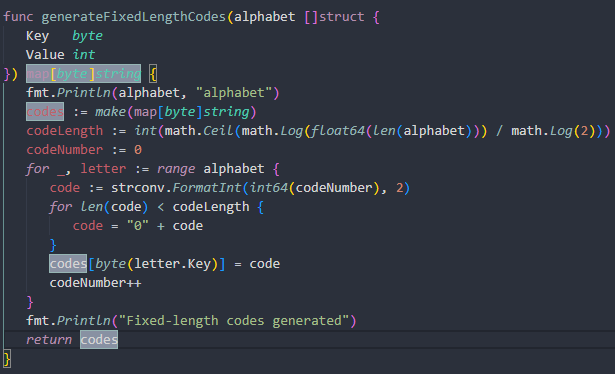 func generateFixedLengthCodes(alphabet []struct {
Key byte
Value int
}) map[byte]string {
fmt.Println(alphabet, "alphabet")
codes := make(map[byte]string)
codeLength := int(math.Ceil(math.Log(float64(len(alphabet))) / math.Log(2)))
codeNumber := 0
for _, letter := range alphabet {
code := strconv.FormatInt(int64(codeNumber), 2)
for len(code) < codeLength {
code = "0" + code
}
codes[byte(letter.Key)] = code
codeNumber++
}
fmt.Println("Fixed-length codes generated")
return codes
}